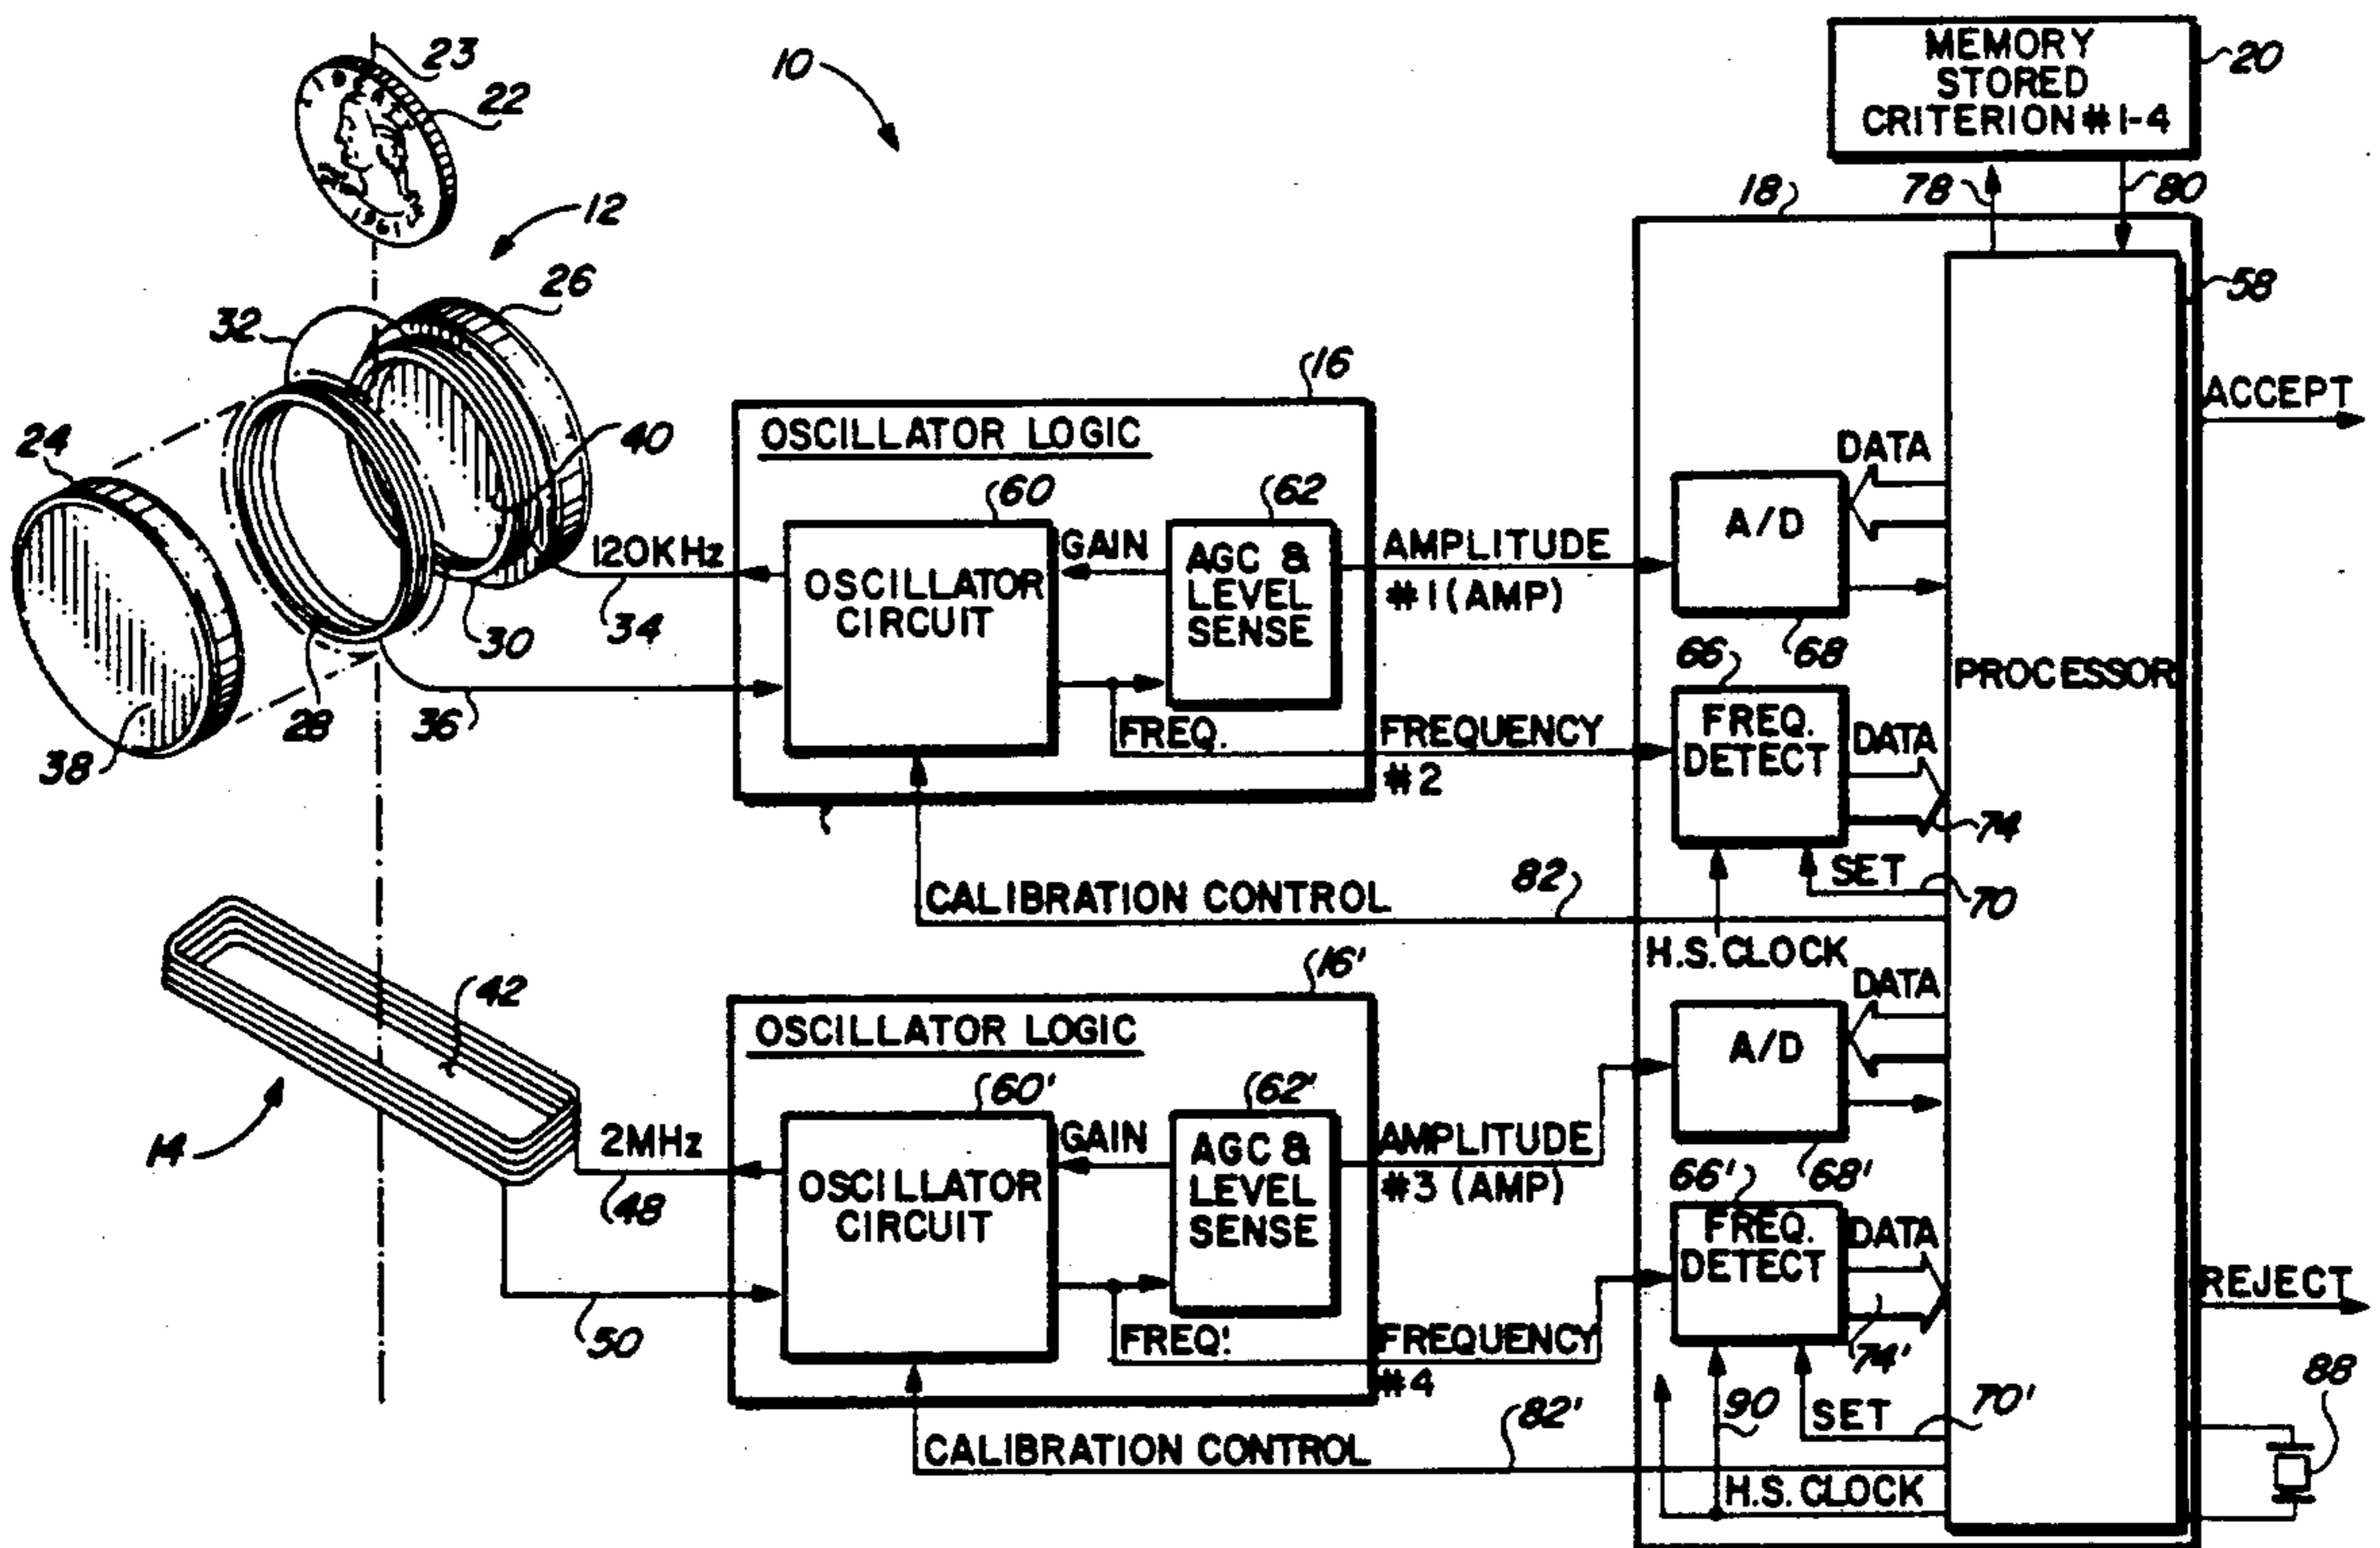 23
22
10
MEMORY
STORED
CRITERION #1-4
20
12
18
78
80
26
58
32
16
ACCEPT
24
40
OSCILLATOR LOGIC
DATA
60
62
A/D
120KHz
GAIN
AGC &
LEVEL
SENSE
AMPLITUDE
#1 (AMP)
OSCILLATOR
CIRCUIT
30
34
66
68
PROCESSOR
28
36
FREQ.
FREQUENCY
#2
FREQ.
DETECT
DATA
38
74
SET
CALIBRATION CONTROL
82
70
H.S. CLOCK
42
16'
DATA
OSCILLATOR LOGIC
A/D
60'
62'
14
2MHz
GAIN
AGC &
LEVEL
SENSE
AMPLITUDE
#3 (AMP)
66'
68'
OSCILLATOR
CIRCUIT
48
FREQ.
DETECT
DATA
REJECT
50
FREQ.'
FREQUENCY
#4
74'
88
82'
90
SET
70'
CALIBRATION CONTROL
H.S. CLOCK